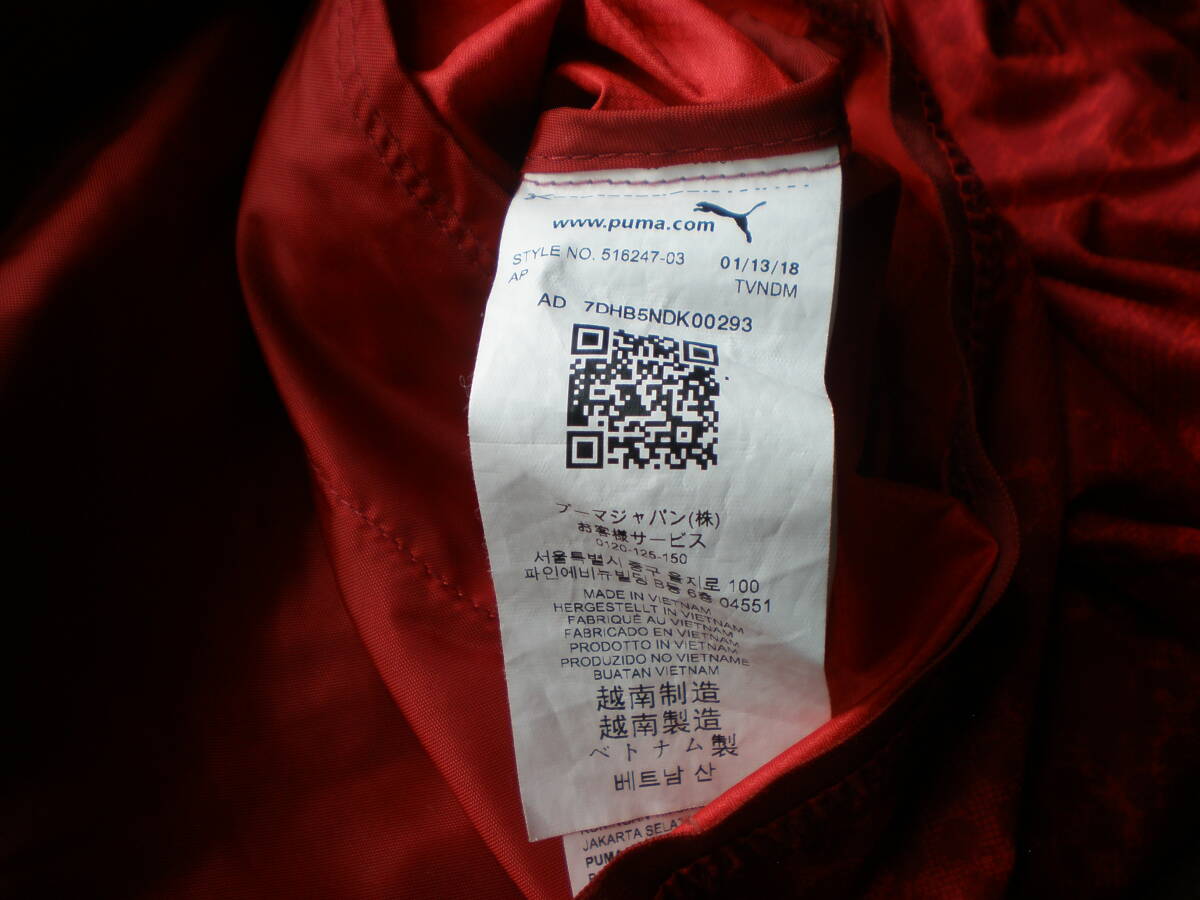 www.puma.com
STYLE NO. 516247-03 01/13/18
AP TVNDM
AD 7DHB5NDK00293
プーマジャパン(株)
お客様サービス
0120-125-150
서울특별시 중구 을지로 100
파인에비뉴빌딩 B동 6층 04551
MADE IN VIETNAM
HERGESTELLT IN VIETNAM
FABRIQUÉ AU VIETNAM
FABRICADO EN VIETNAM
PRODOTTO IN VIETNAM
PRODUZIDO NO VIETNAME
BUATAN VIETNAM
越南制造
越南製造
ベトナム製
베트남 산
JAKARTA
PUMA